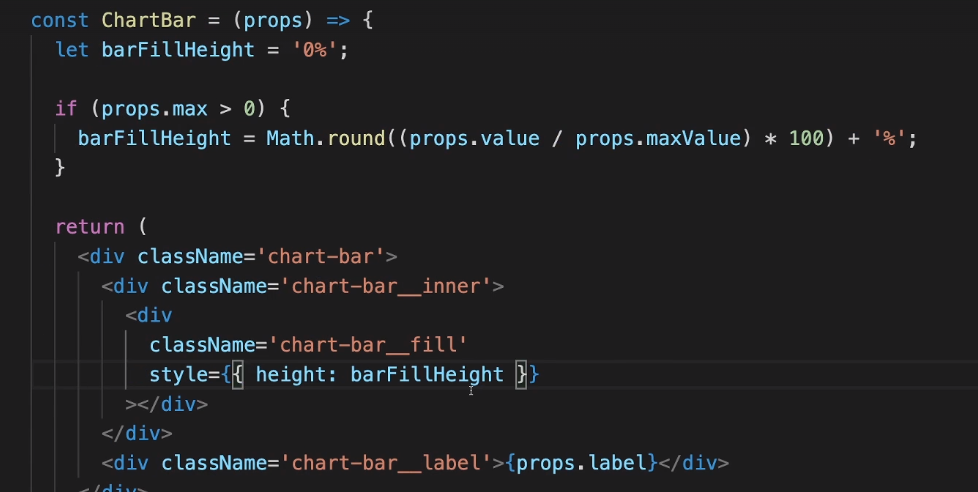 const ChartBar = (props) => {
let barFillHeight = '0%';
if (props.max > 0) {
barFillHeight = Math.round((props.value / props.maxValue) * 100) + '%';
}
return (
<div className='chart-bar'>
<div className='chart-bar__inner'>
<div
className='chart-bar__fill'
style={{ height: barFillHeight }}
></div>
</div>
<div className='chart-bar__label'>{props.label}</div>
</div>